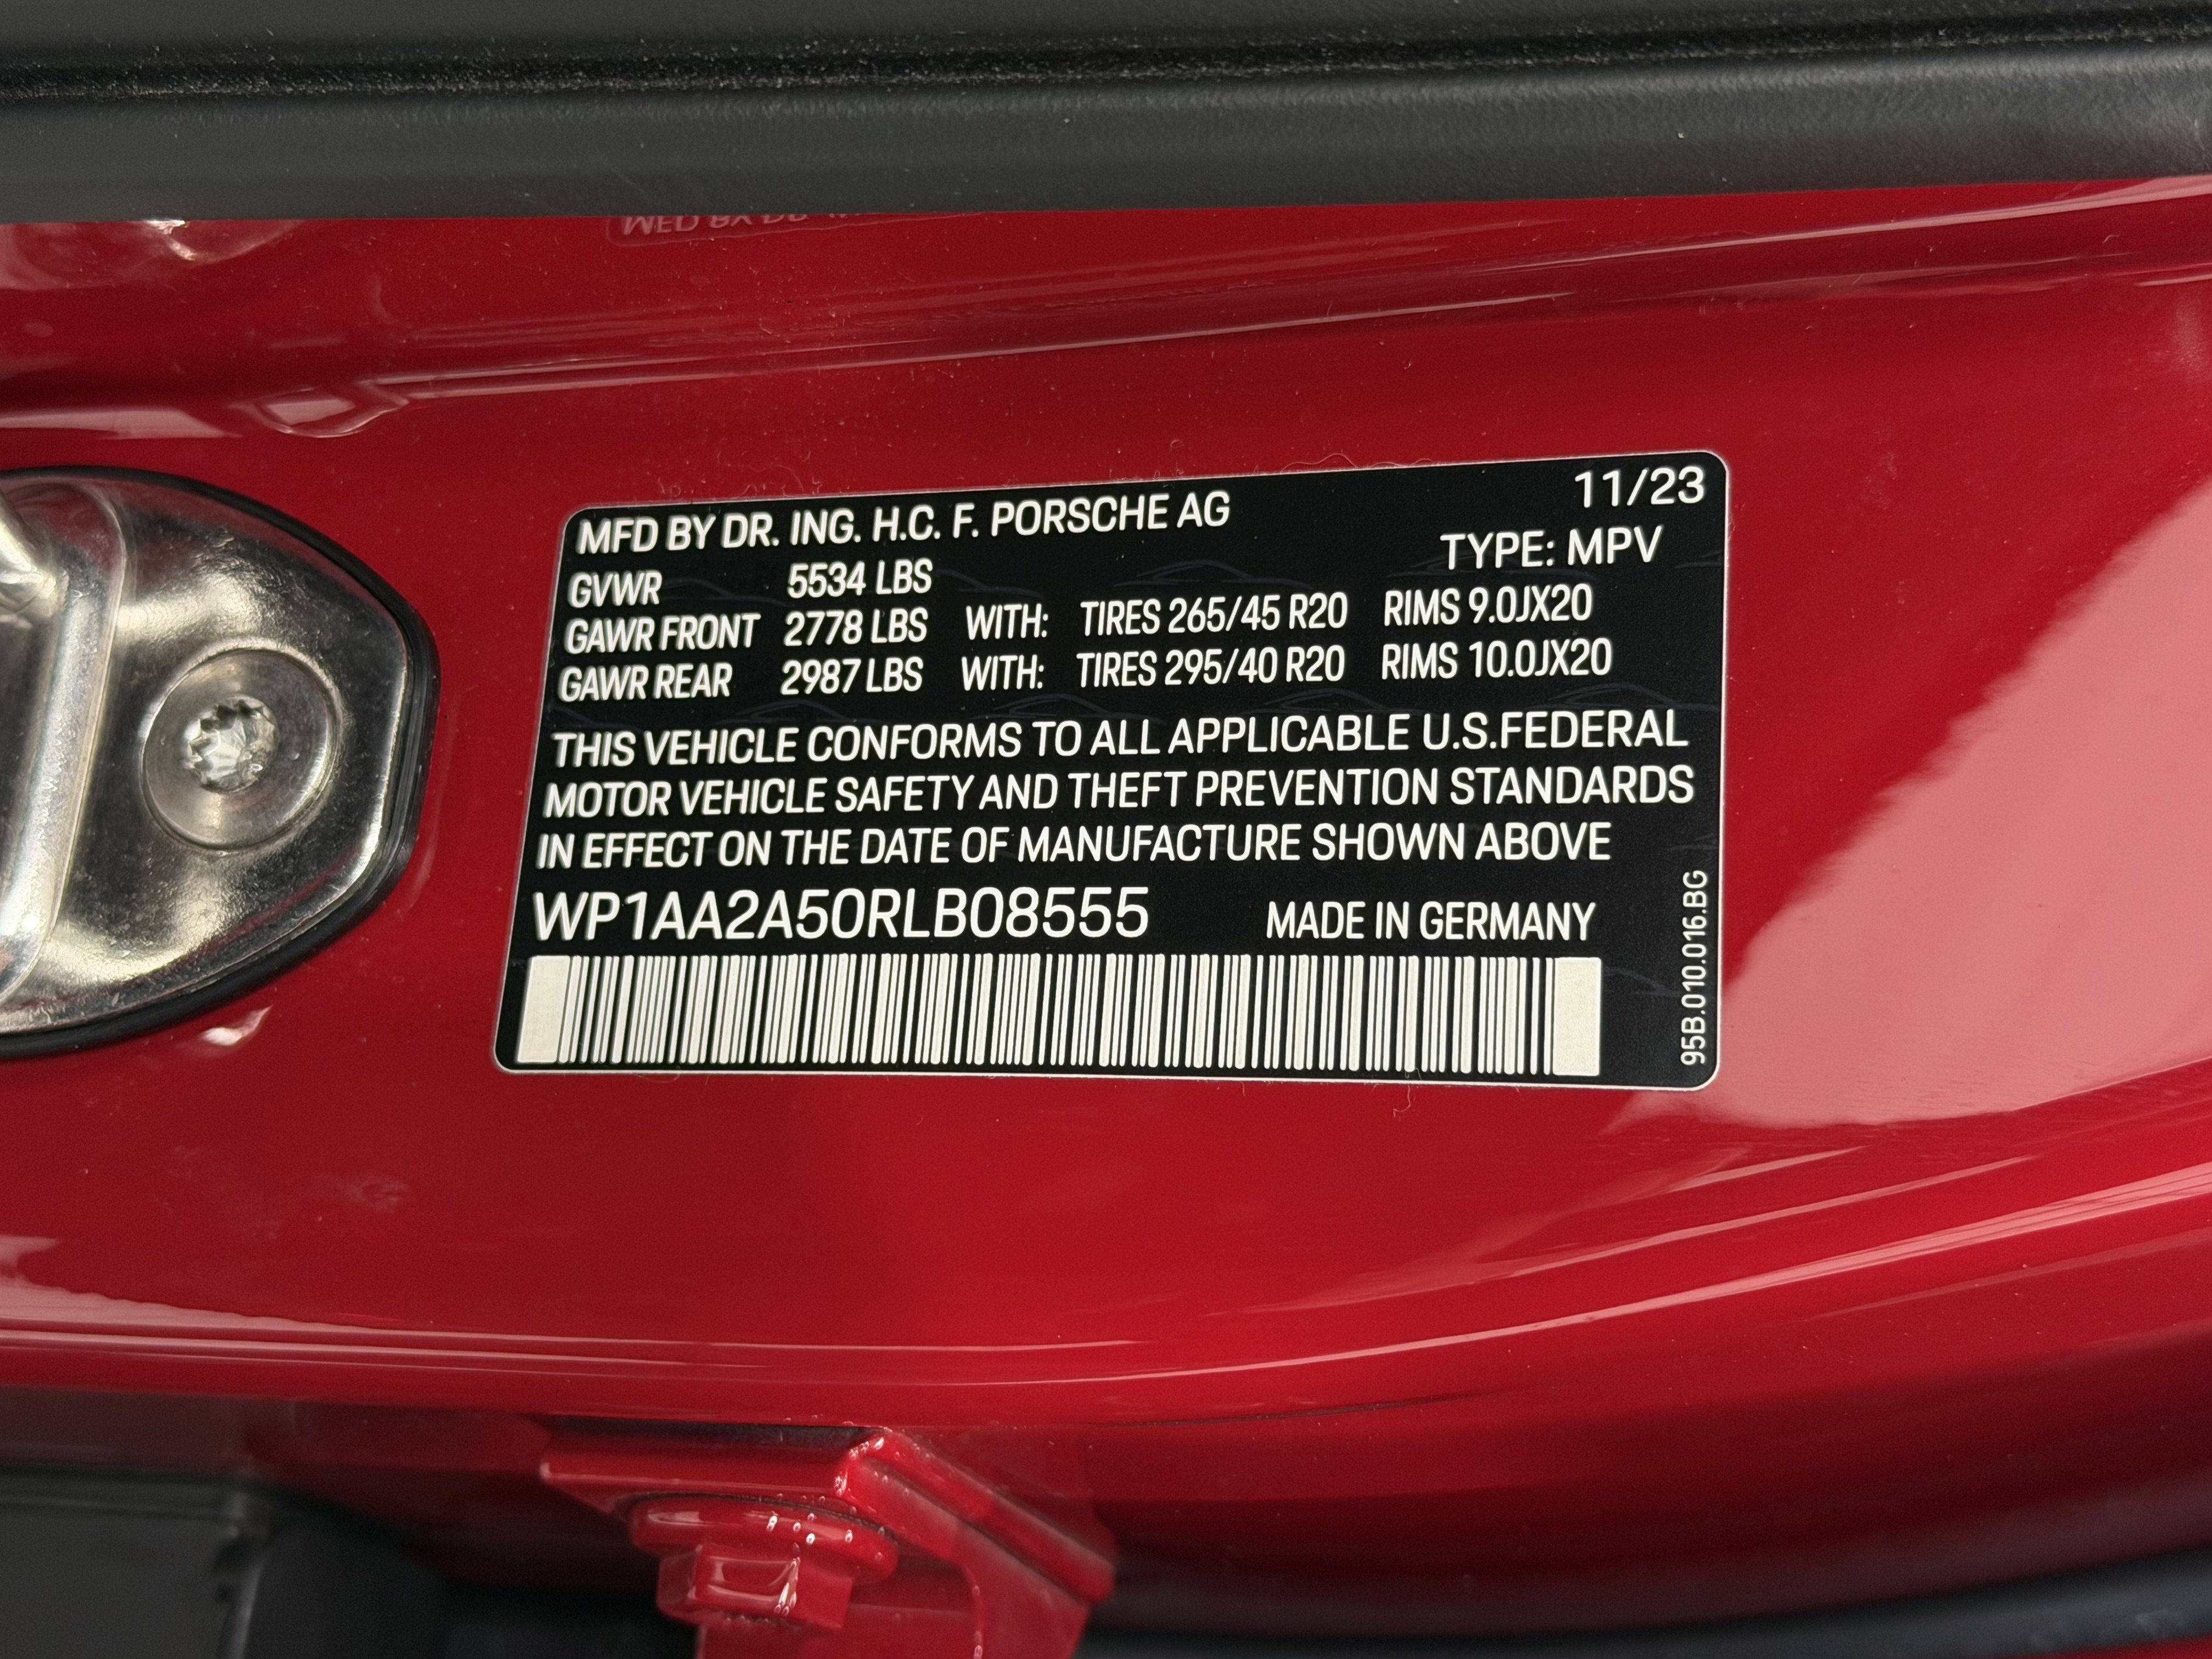 MFD BY DR. ING. H.C. F. PORSCHE AG 11/23
TYPE: MPV
GVWR 5534 LBS
GAWR FRONT 2778 LBS WITH: TIRES 265/45 R20 RIMS 9.0JX20
GAWR REAR 2987 LBS WITH: TIRES 295/40 R20 RIMS 10.0JX20
THIS VEHICLE CONFORMS TO ALL APPLICABLE U.S.FEDERAL
MOTOR VEHICLE SAFETY AND THEFT PREVENTION STANDARDS
IN EFFECT ON THE DATE OF MANUFACTURE SHOWN ABOVE
WP1AA2A50RLB08555 MADE IN GERMANY
95B.010.016.BG